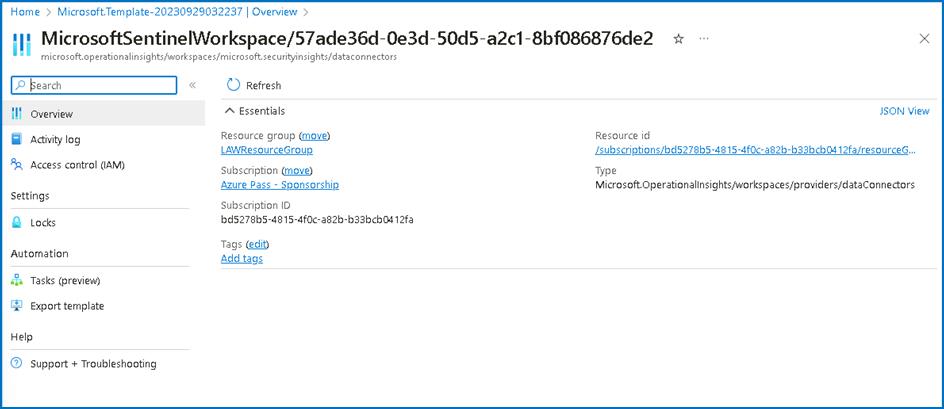 Home > Microsoft.Template-20230929032237 | Overview >
MicrosoftSentinelWorkspace/57ade36d-0e3d-50d5-a2c1-8bf086876de2
microsoft.operationalinsights/workspaces/microsoft.securityinsights/dataconnectors
Search
Refresh
Overview
Essentials
JSON View
Activity log
Resource group (move)
Resource id
Access control (IAM)
LAWResourceGroup
/subscriptions/bd5278b5-4815-4f0c-a82b-b33bcb0412fa/resourceG...
Subscription (move)
Type
Settings
Azure Pass - Sponsorship
Microsoft.OperationalInsights/workspaces/providers/dataConnectors
Subscription ID
Locks
bd5278b5-4815-4f0c-a82b-b33bcb0412fa
Tags (edit)
Automation
Add tags
Tasks (preview)
Export template
Help
Support + Troubleshooting